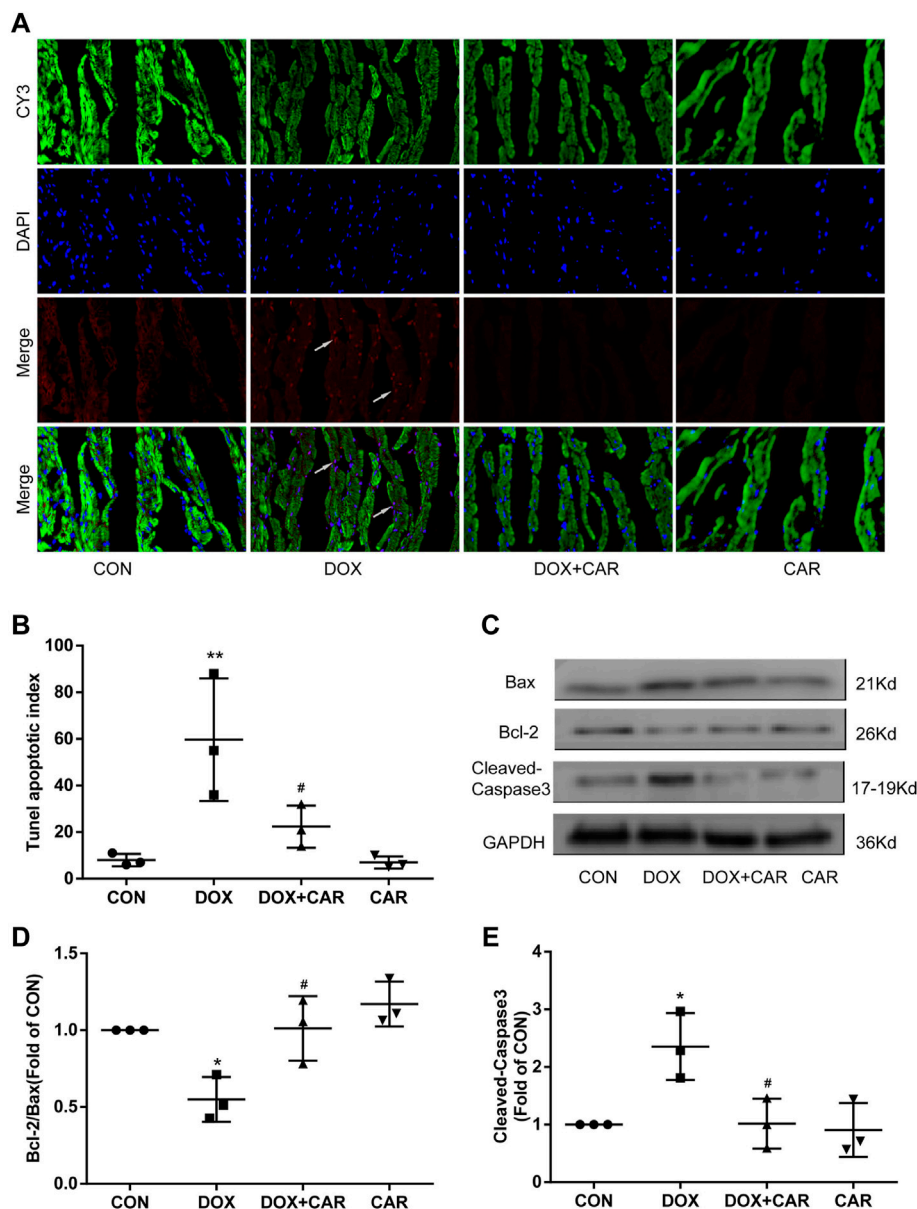 A
CY3
DAPI
Merge
Merge
CON DOX DOX+CAR CAR
B
Tunel apoptotic index
100
80
60
40
20
0
**
#
CON DOX DOX+CAR CAR
C
Bax 21Kd
Bcl-2 26Kd
Cleaved-
Caspase3 17-19Kd
GAPDH 36Kd
CON DOX DOX+CAR CAR
D
Bcl-2/Bax(Fold of CON)
1.5
1.0
0.5
0.0
*
#
CON DOX DOX+CAR CAR
E
Cleaved-Caspase3
(Fold of CON)
4
3
2
1
0
*
#
CON DOX DOX+CAR CAR